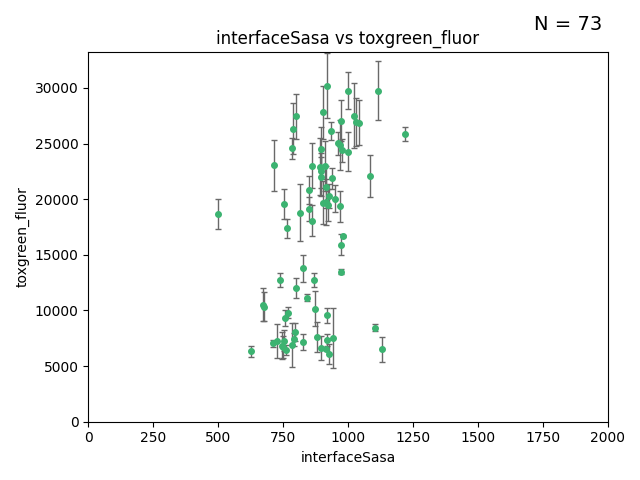 N = 73
interfaceSasa vs toxgreen_fluor
toxgreen_fluor
30000
25000
20000
15000
10000
5000
0
0 250 500 750 1000 1250 1500 1750 2000
interfaceSasa